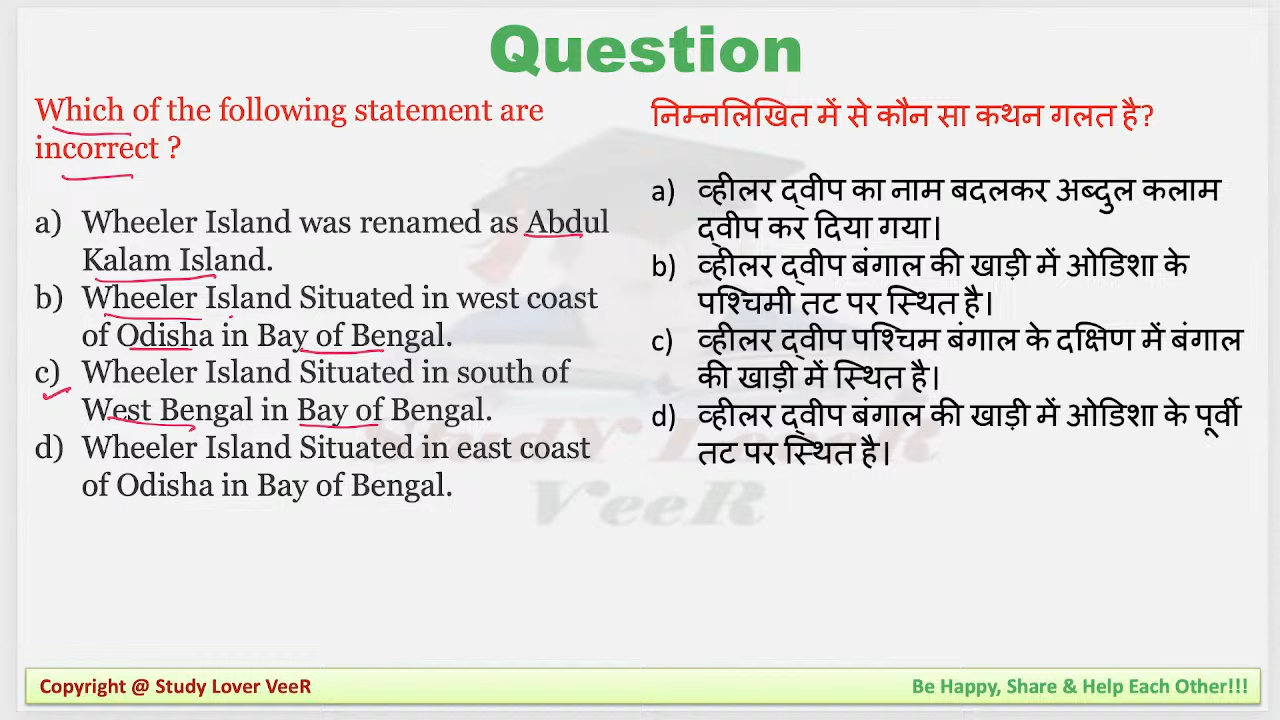 Question
Which of the following statement are
incorrect ?
a) Wheeler Island was renamed as Abdul
Kalam Island.
b) Wheeler Island Situated in west coast
of Odisha in Bay of Bengal.
c) Wheeler Island Situated in south of
West Bengal in Bay of Bengal.
d) Wheeler Island Situated in east coast
of Odisha in Bay of Bengal.
निम्नलिखित में से कौन सा कथन गलत है?
a) व्हीलर द्वीप का नाम बदलकर अब्दुल कलाम
द्वीप कर दिया गया।
b) व्हीलर द्वीप बंगाल की खाड़ी में ओडिशा के
पश्चिमी तट पर स्थित है।
c) व्हीलर द्वीप पश्चिम बंगाल के दक्षिण में बंगाल
की खाड़ी में स्थित है।
d) व्हीलर द्वीप बंगाल की खाड़ी में ओडिशा के पूर्वी
तट पर स्थित है।
StudY LoveR
VeeR
Copyright @ Study Lover VeeR
Be Happy, Share & Help Each Other!!!